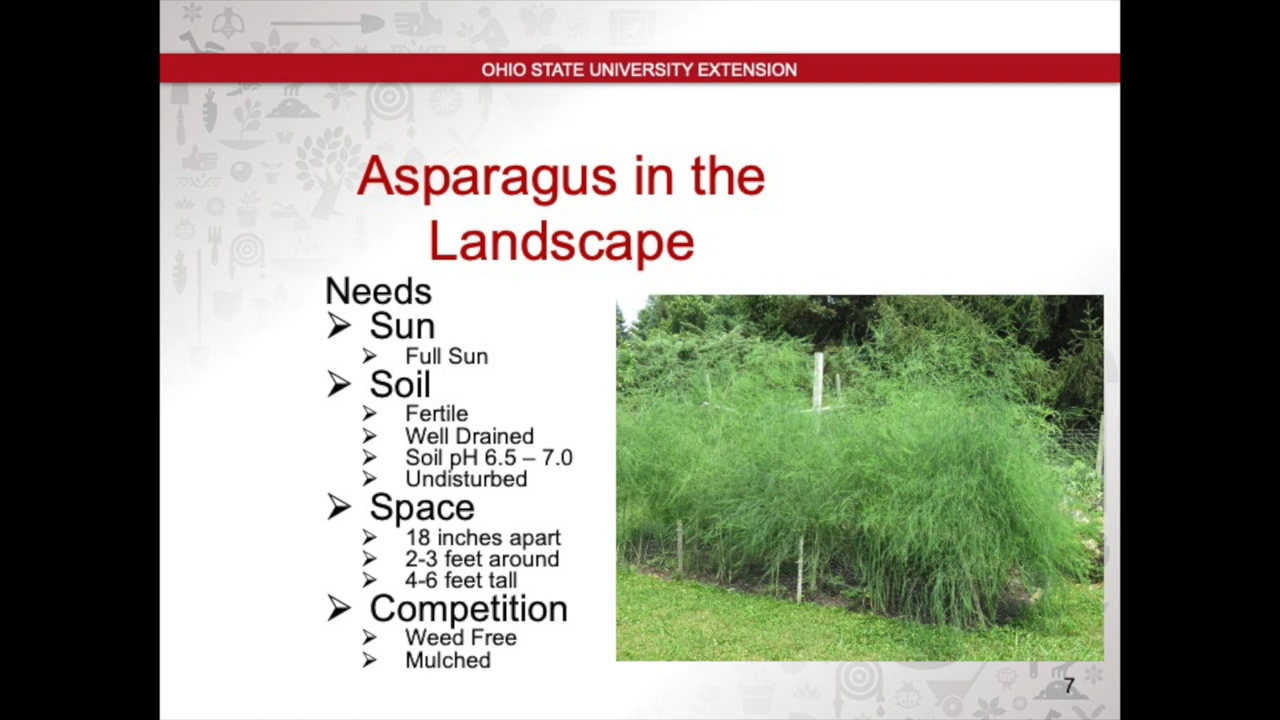 OHIO STATE UNIVERSITY EXTENSION
Asparagus in the
Landscape
Needs
➢ Sun
➢ Full Sun
➢ Soil
➢ Fertile
➢ Well Drained
➢ Soil pH 6.5 – 7.0
➢ Undisturbed
➢ Space
➢ 18 inches apart
➢ 2-3 feet around
➢ 4-6 feet tall
➢ Competition
➢ Weed Free
➢ Mulched
7